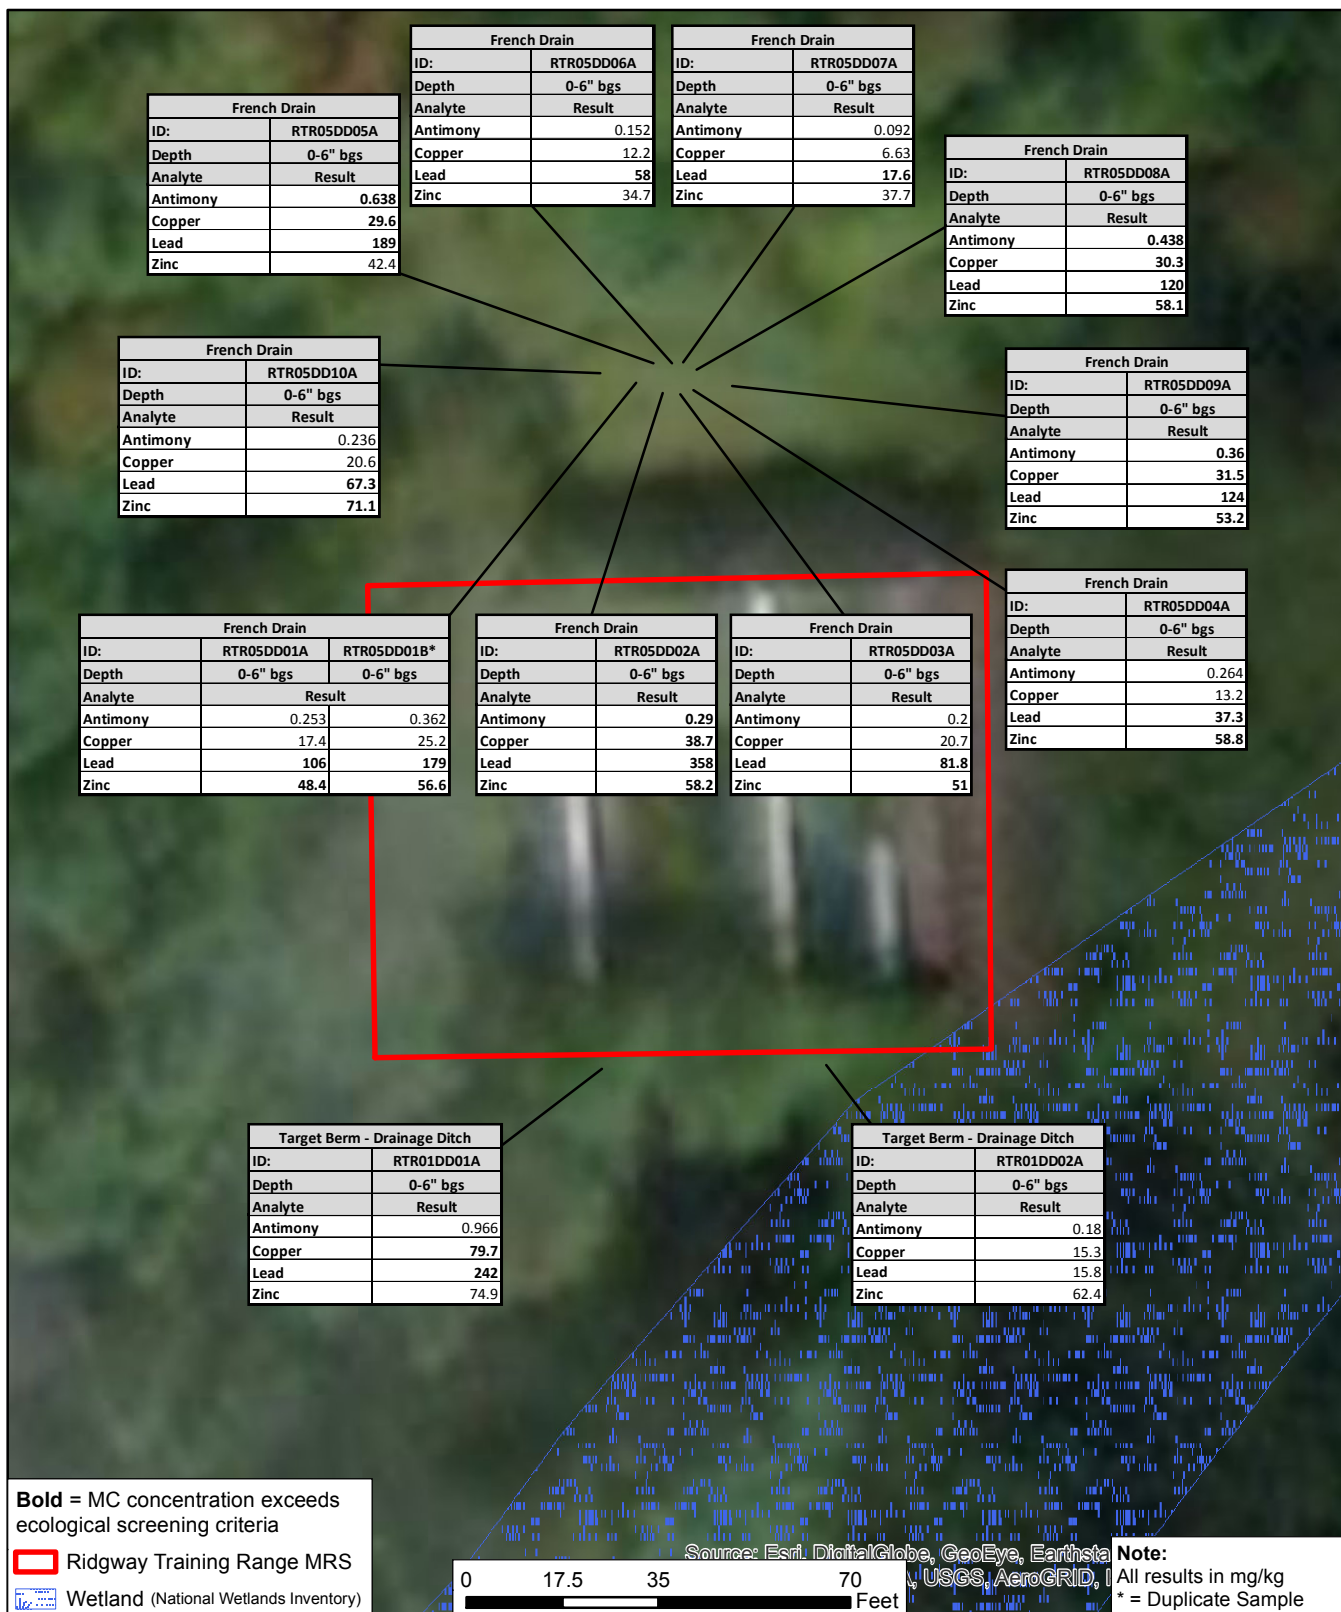 French Drain
ID: RTR05DD06A
Depth 0-6" bgs
Analyte Result
Antimony 0.152
Copper 12.2
Lead 58
Zinc 34.7
French Drain
ID: RTR05DD07A
Depth 0-6" bgs
Analyte Result
Antimony 0.092
Copper 6.63
Lead 17.6
Zinc 37.7
French Drain
ID: RTR05DD05A
Depth 0-6" bgs
Analyte Result
Antimony 0.638
Copper 29.6
Lead 189
Zinc 42.4
French Drain
ID: RTR05DD08A
Depth 0-6" bgs
Analyte Result
Antimony 0.438
Copper 30.3
Lead 120
Zinc 58.1
French Drain
ID: RTR05DD10A
Depth 0-6" bgs
Analyte Result
Antimony 0.236
Copper 20.6
Lead 67.3
Zinc 71.1
French Drain
ID: RTR05DD09A
Depth 0-6" bgs
Analyte Result
Antimony 0.36
Copper 31.5
Lead 124
Zinc 53.2
French Drain
ID: RTR05DD04A
Depth 0-6" bgs
Analyte Result
Antimony 0.264
Copper 13.2
Lead 37.3
Zinc 58.8
French Drain
ID: RTR05DD01A RTR05DD01B*
Depth 0-6" bgs 0-6" bgs
Analyte Result
Antimony 0.253 0.362
Copper 17.4 25.2
Lead 106 179
Zinc 48.4 56.6
French Drain
ID: RTR05DD02A
Depth 0-6" bgs
Analyte Result
Antimony 0.29
Copper 38.7
Lead 358
Zinc 58.2
French Drain
ID: RTR05DD03A
Depth 0-6" bgs
Analyte Result
Antimony 0.2
Copper 20.7
Lead 81.8
Zinc 51
Target Berm - Drainage Ditch
ID: RTR01DD01A
Depth 0-6" bgs
Analyte Result
Antimony 0.966
Copper 79.7
Lead 242
Zinc 74.9
Target Berm - Drainage Ditch
ID: RTR01DD02A
Depth 0-6" bgs
Analyte Result
Antimony 0.18
Copper 15.3
Lead 15.8
Zinc 62.4
Bold = MC concentration exceeds
ecological screening criteria
Ridgway Training Range MRS
Wetland (National Wetlands Inventory)
0 17.5 35 70
Feet
Source: Esri, DigitalGlobe, GeoEye, Earthsta
USGS, AeroGRID,
Note:
All results in mg/kg
* = Duplicate Sample